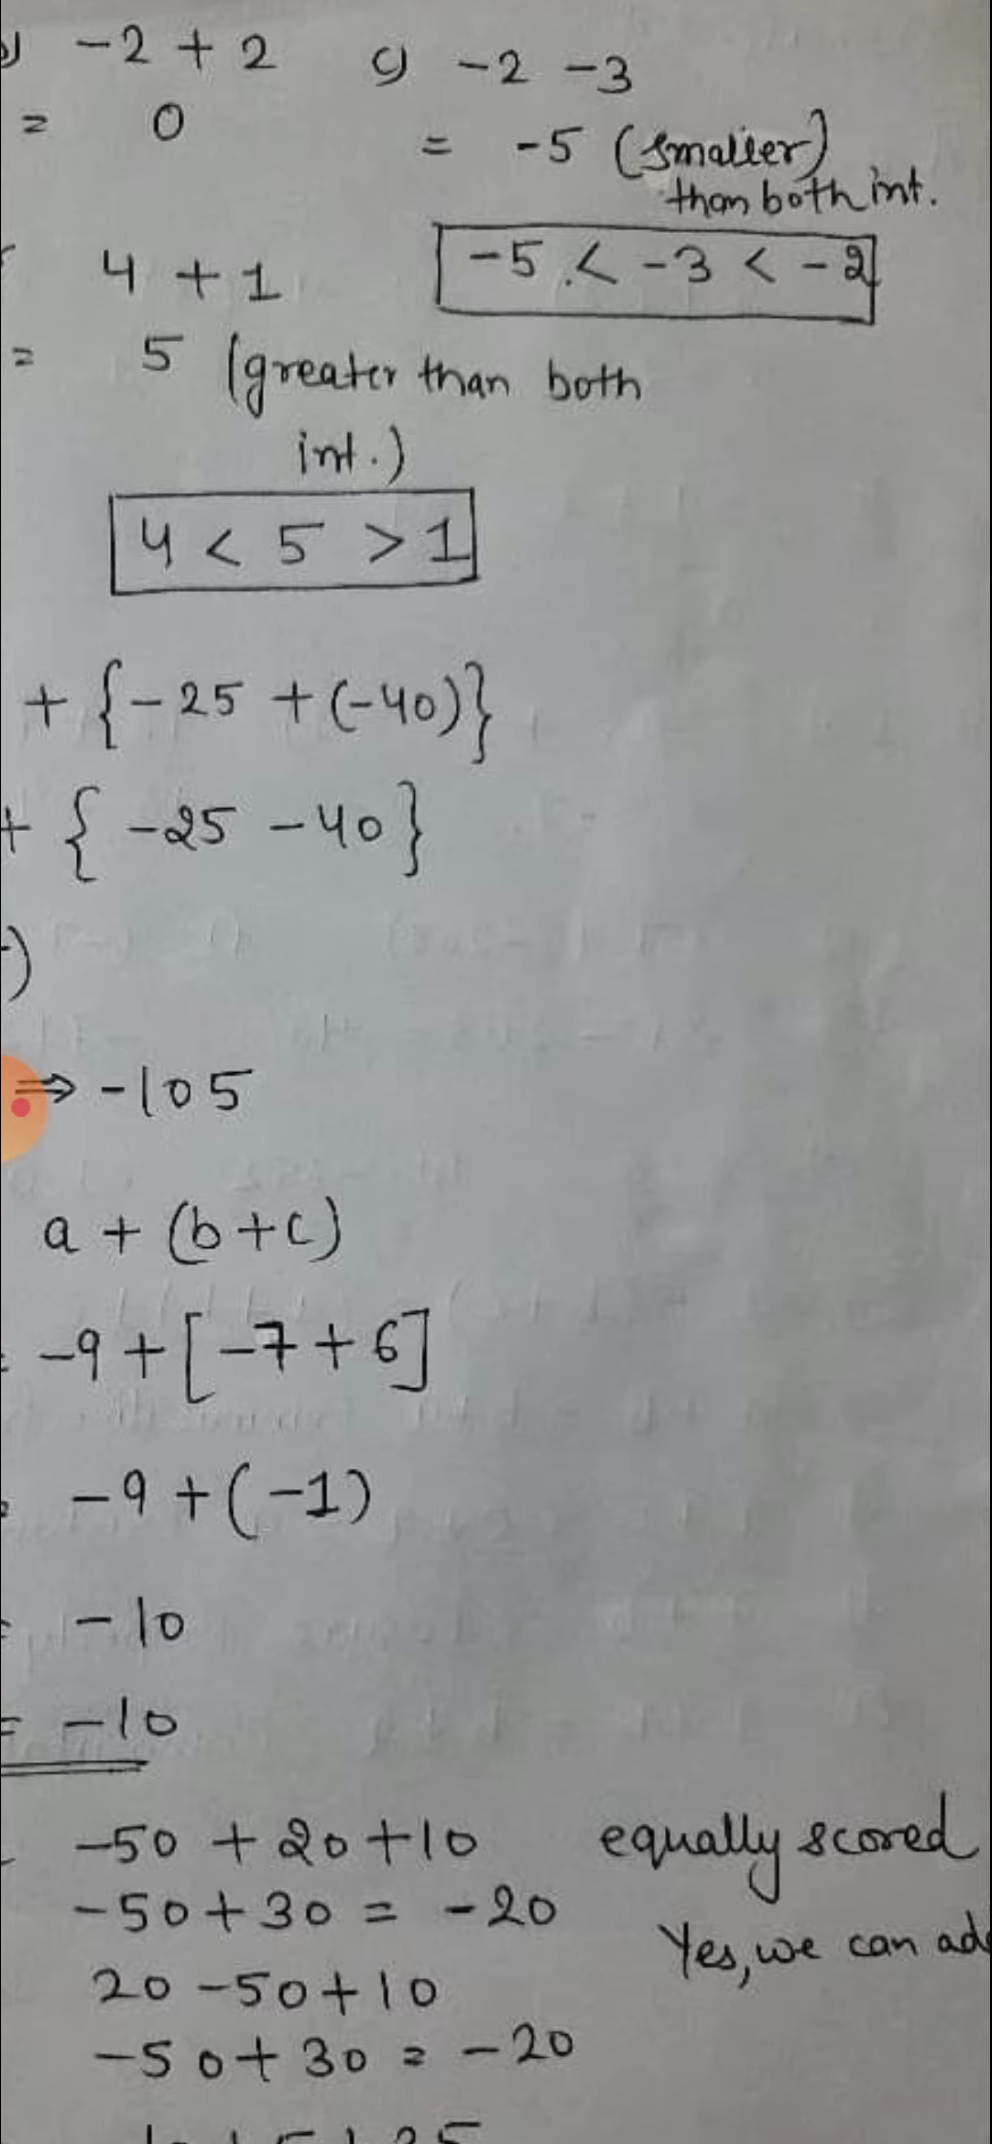 -2 + 2
= 0
c) -2 -3
= -5 (smaller)
than both int.
-5 < -3 < -2
4 + 1
= 5 (greater than both
int.)
4 < 5 > 1
+ {-25 + (-40)}
+ {-25 - 40}
)
⇒ -105
a + (b+c)
= -9 + [-7 + 6]
= -9 + (-1)
= -10
= -10
-50 + 20 + 10
-50 + 30 = -20
20 -50 + 10
-50 + 30 = -20
equally scored
Yes, we can